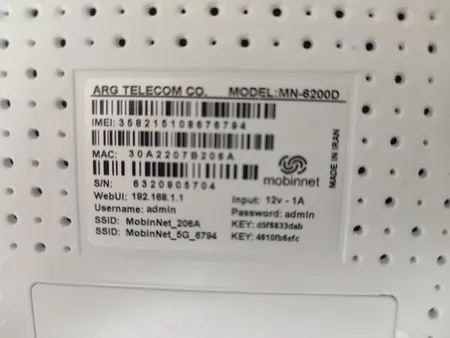 ARG TELECOM CO. MODEL:MN-6200D
IMEI: 358215108676794
MAC: 30A2207B206A
mobinnet
MADE IN IRAN
S/N: 6320905704
WebUI: 192.168.1.1 Input: 12v - 1A
Username: admin Password: admin
SSID: MobinNet_206A KEY: d5f6833dab
SSID: MobinNet_5G_6794 KEY: 4610fb6efc